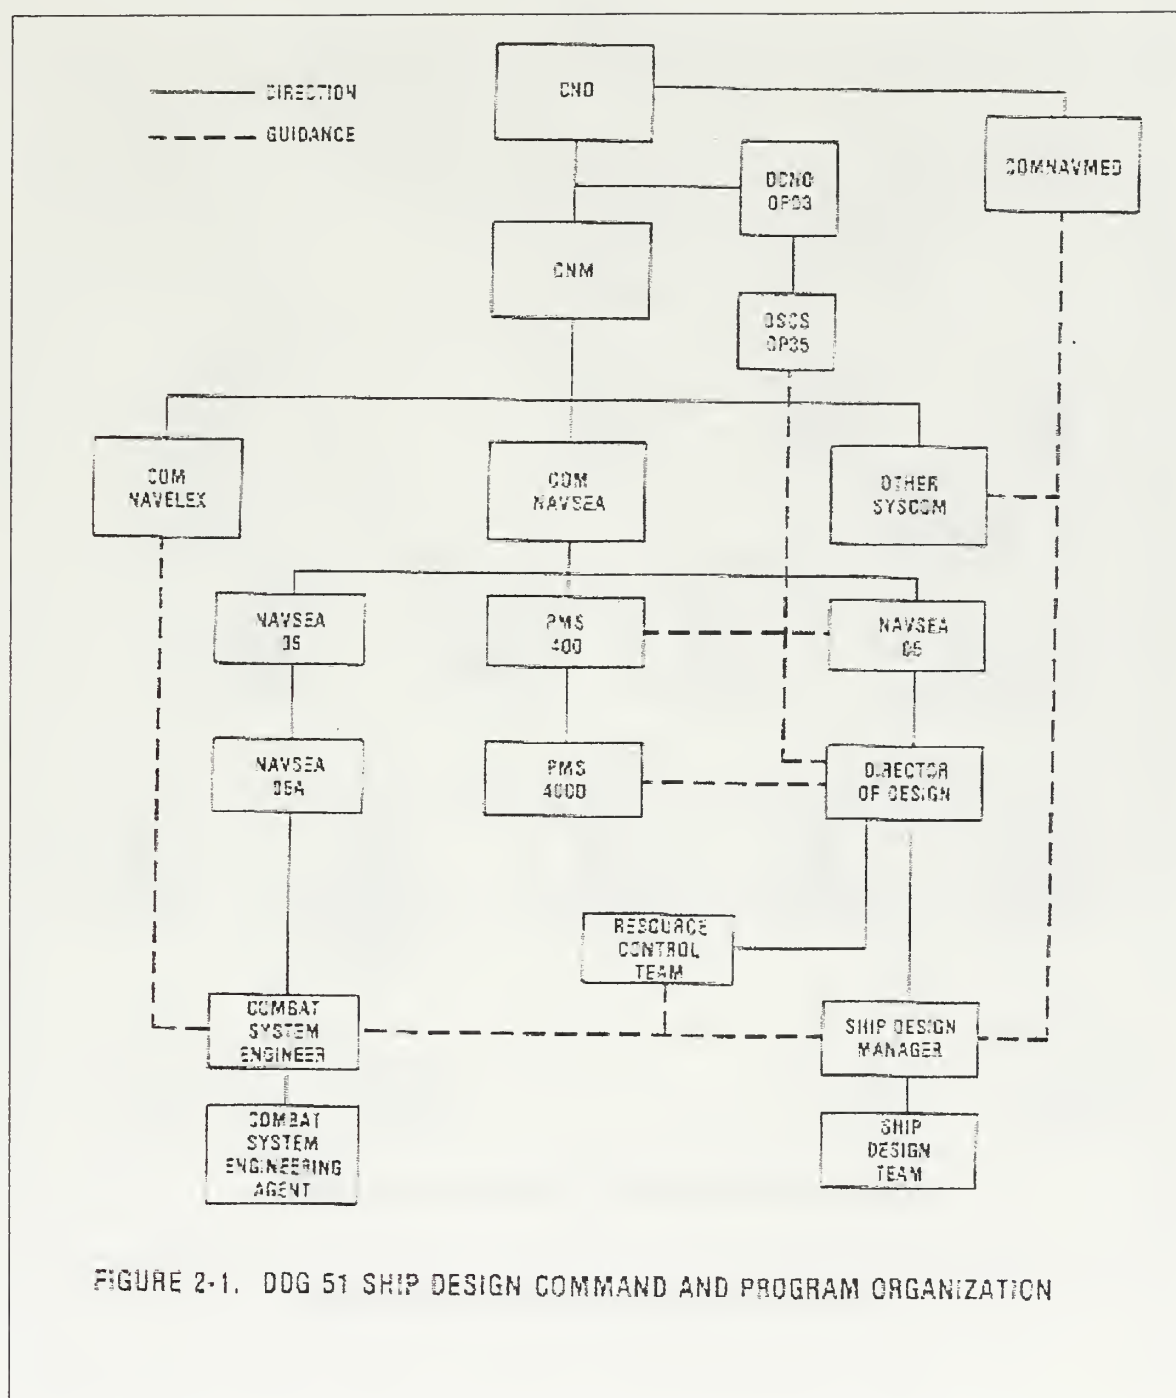 DIRECTION
GUIDANCE
CNO
COMNAVMED
DCNO
OP03
CNM
OSCS
OP35
COM
NAVELEX
COM
NAVSEA
OTHER
SYSCOM
NAVSEA
PMS
400
NAVSEA
05
NAVSEA
PMS
400D
DIRECTOR
OF DESIGN
RESOURCE
CONTROL
TEAM
COMBAT
SYSTEM
ENGINEER
SHIP DESIGN
MANAGER
COMBAT
SYSTEM
ENGINEERING
AGENT
SHIP
DESIGN
TEAM
FIGURE 2-1. DDG 51 SHIP DESIGN COMMAND AND PROGRAM ORGANIZATION